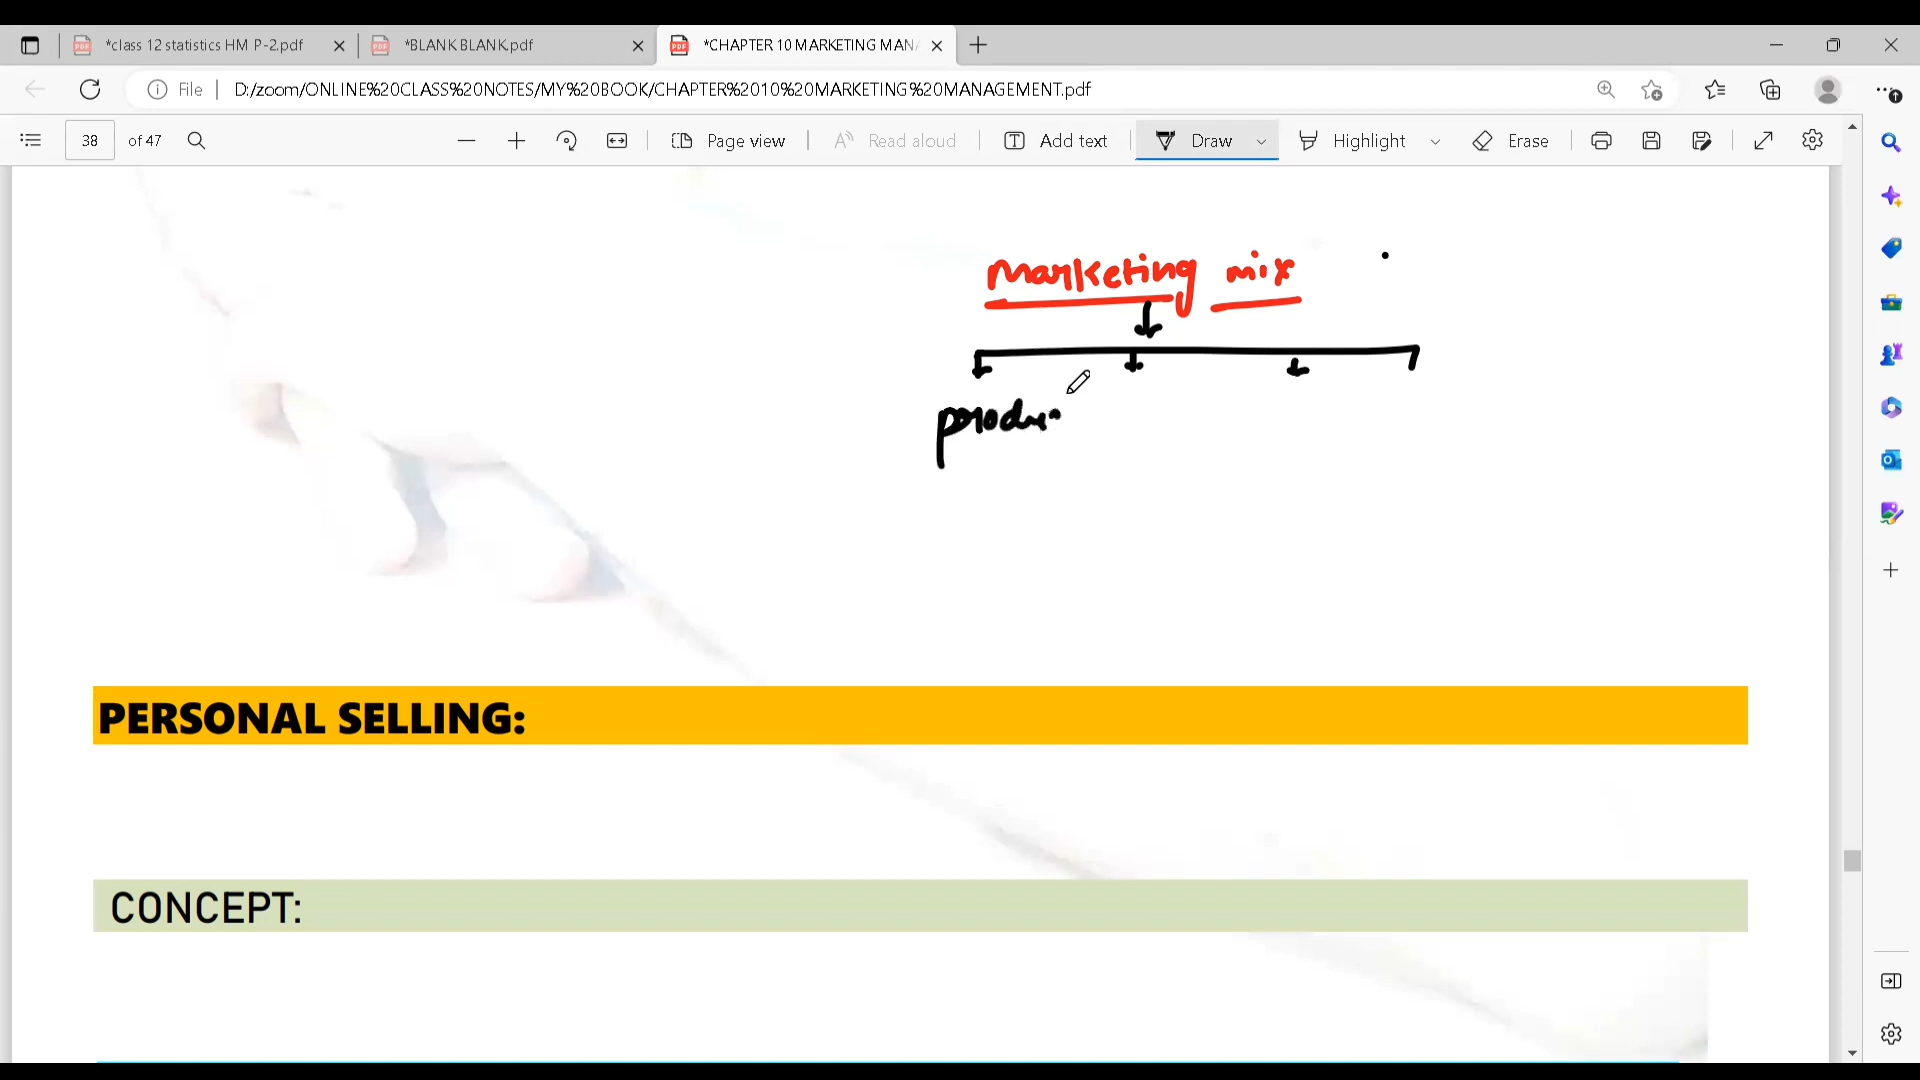 *class 12 statistics HM P-2.pdf
*BLANK BLANK.pdf
*CHAPTER 10 MARKETING MAN
File
D:/zoom/ONLINE%20CLASS%20NOTES/MY%20BOOK/CHAPTER%2010%20MARKETING%20MANAGEMENT.pdf
38 of 47
Page view
Read aloud
Add text
Draw
Highlight
Erase
Marketing mix
produc
PERSONAL SELLING:
CONCEPT: